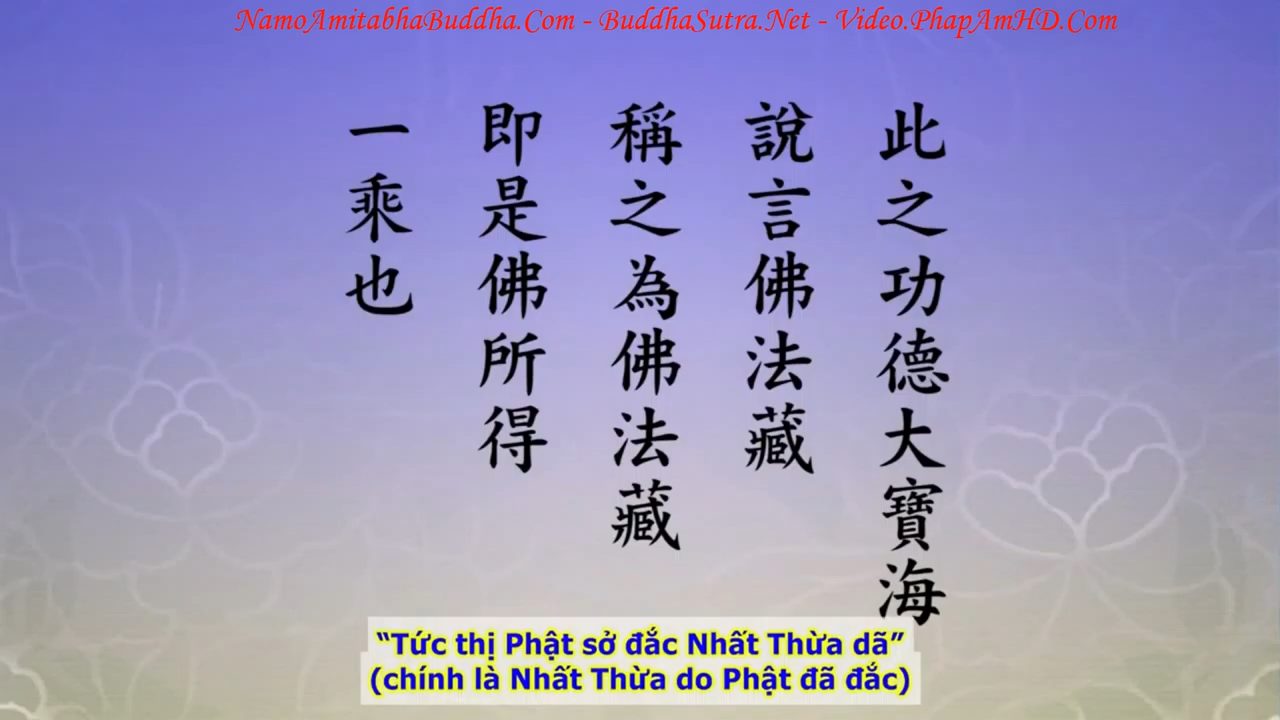 NamoAmitabhaBuddha.Com - BuddhaSutra.Net - Video.PhapAmHD.Com
此之功德大寶海
說言佛法藏
稱之為佛法藏
即是佛所得
一乘也
“Tức thị Phật sở đắc Nhất Thừa dã”
(chính là Nhất Thừa do Phật đã đắc)